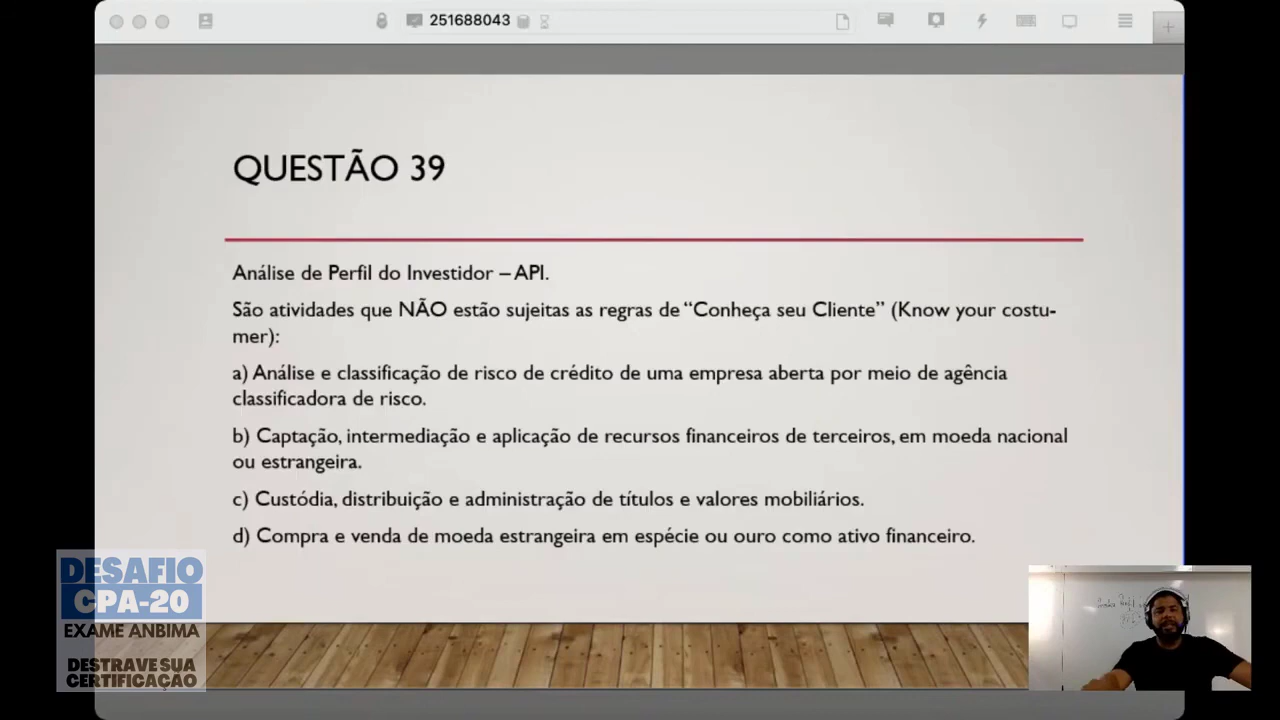 251688043
QUESTÃO 39
Análise de Perfil do Investidor – API.
São atividades que NÃO estão sujeitas as regras de “Conheça seu Cliente” (Know your costu-
mer):
a) Análise e classificação de risco de crédito de uma empresa aberta por meio de agência
classificadora de risco.
b) Captação, intermediação e aplicação de recursos financeiros de terceiros, em moeda nacional
ou estrangeira.
c) Custódia, distribuição e administração de títulos e valores mobiliários.
d) Compra e venda de moeda estrangeira em espécie ou ouro como ativo financeiro.
DESAFIO
CPA-20
EXAME ANBIMA
DESTRAVE SUA
CERTIFICAÇÃO